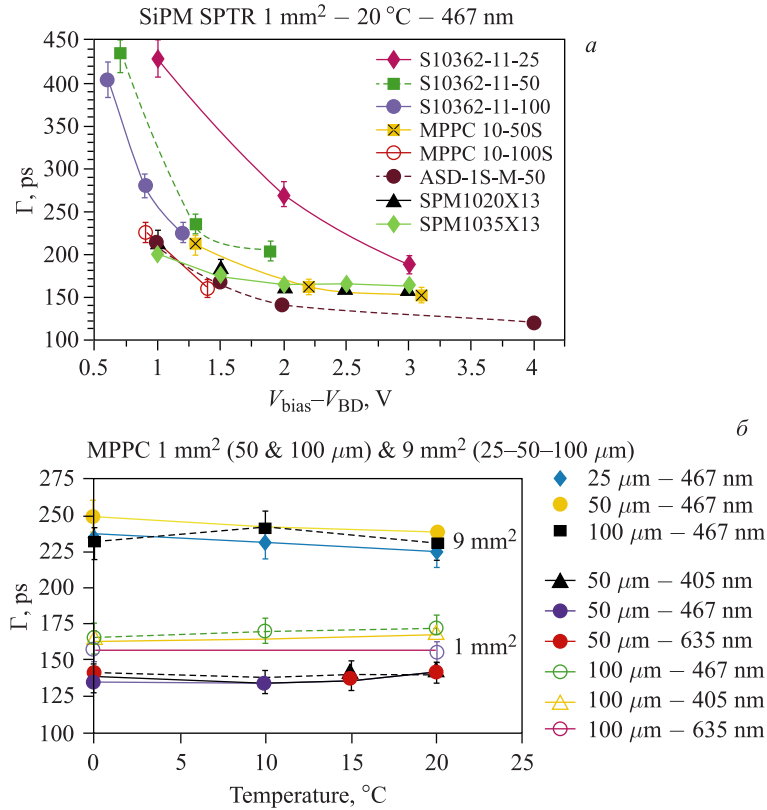 SiPM SPTR 1 mm² – 20 °C – 467 nm
a
450
400
350
300
250
200
150
100
Γ, ps
S10362-11-25
S10362-11-50
S10362-11-100
MPPC 10-50S
MPPC 10-100S
ASD-1S-M-50
SPM1020X13
SPM1035X13
0.5 1 1.5 2 2.5 3 3.5 4
V_bias–V_BD, V
б
MPPC 1 mm² (50 & 100 μm) & 9 mm² (25–50–100 μm)
275
250
225
200
175
150
125
100
Γ, ps
9 mm²
1 mm²
25 μm – 467 nm
50 μm – 467 nm
100 μm – 467 nm
50 μm – 405 nm
50 μm – 467 nm
50 μm – 635 nm
100 μm – 467 nm
100 μm – 405 nm
100 μm – 635 nm
0 5 10 15 20 25
Temperature, °C